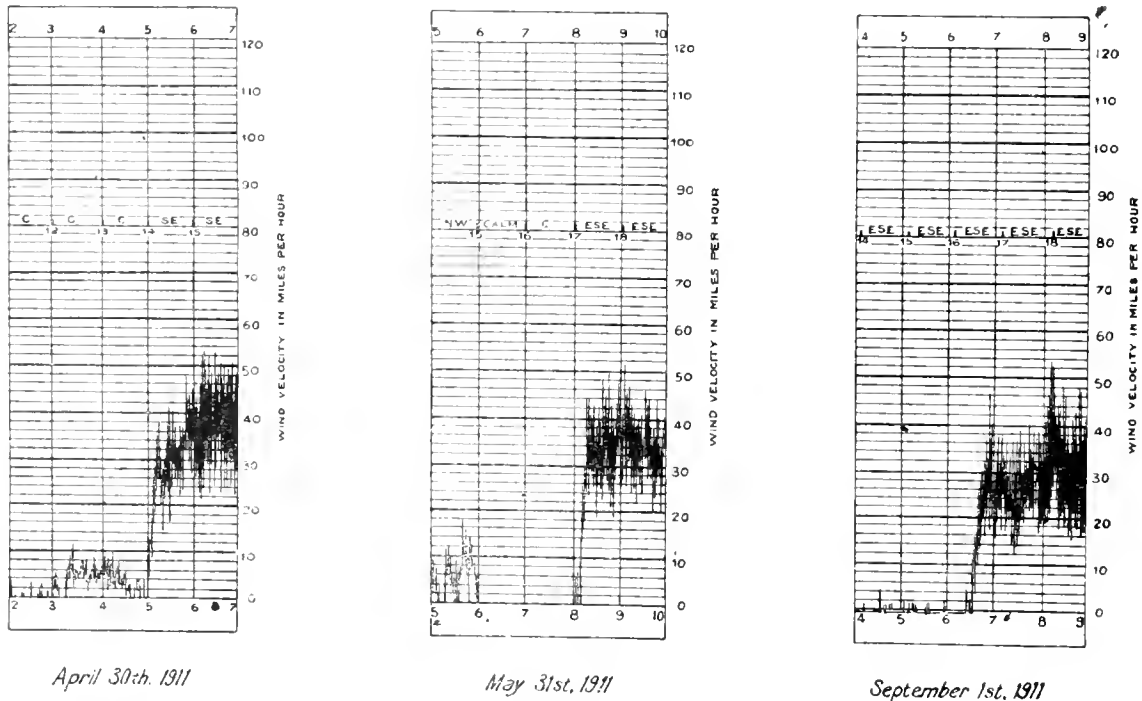 2 3 4 5 6 7
120
110
100
90
C C C SE SE
12 13 14 15
80
70
60
50
40
30
20
10
0
2 3 4 5 6 7
WIND VELOCITY IN MILES PER HOUR
April 30th. 1911
5 6 7 8 9 10
120
110
100
90
NW CALM C ESE ESE
15 16 17 18
80
70
60
50
40
30
20
10
0
5 6 7 8 9 10
WIND VELOCITY IN MILES PER HOUR
May 31st, 1911
4 5 6 7 8 9
120
110
100
90
ESE ESE ESE ESE ESE
14 15 16 17 18
80
70
60
50
40
30
20
10
0
4 5 6 7 8 9
WIND VELOCITY IN MILES PER HOUR
September 1st, 1911